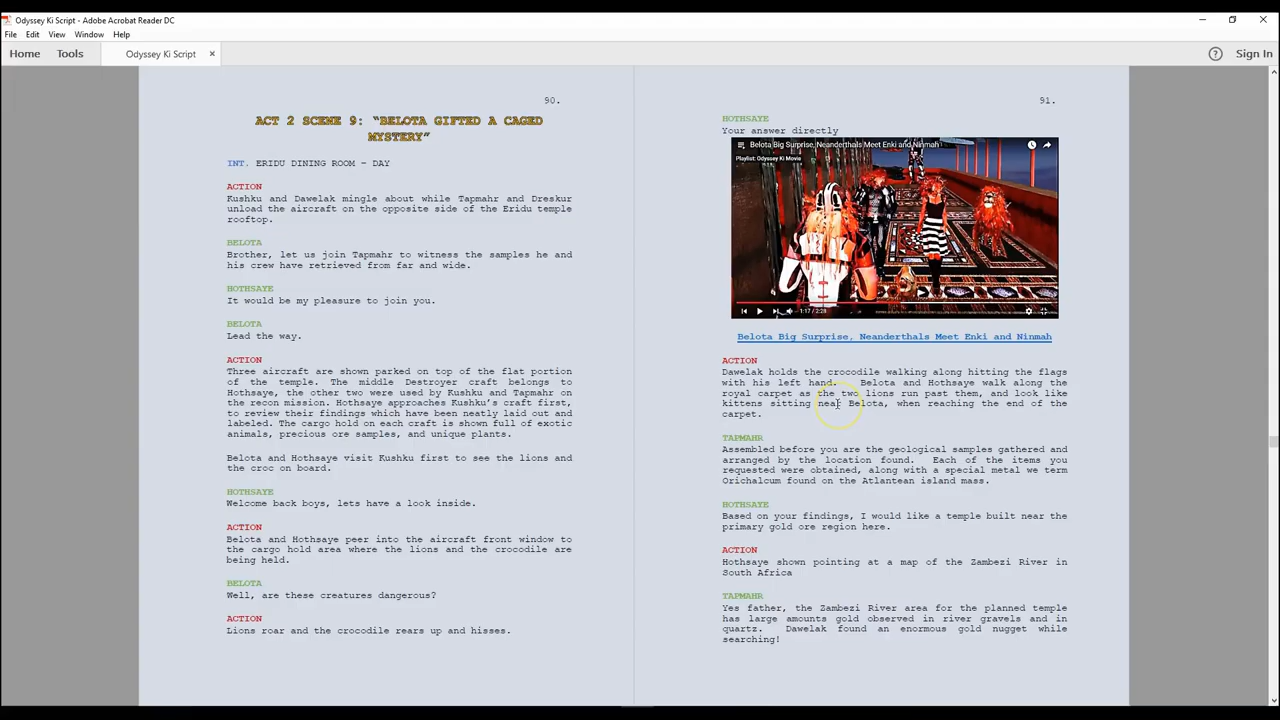 Odyssey Ki Script - Adobe Acrobat Reader DC
File Edit View Window Help
Home Tools Odyssey Ki Script × ? Sign In
90.
ACT 2 SCENE 9: “BELOTA GIFTED A CAGED
MYSTERY”
INT. ERIDU DINING ROOM – DAY
ACTION
Kushku and Dawelak mingle about while Tapmahr and Dreskur
unload the aircraft on the opposite side of the Eridu temple
rooftop.
BELOTA
Brother, let us join Tapmahr to witness the samples he and
his crew have retrieved from far and wide.
HOTHSAYE
It would be my pleasure to join you.
BELOTA
Lead the way.
ACTION
Three aircraft are shown parked on top of the flat portion
of the temple. The middle Destroyer craft belongs to
Hothsaye, the other two were used by Kushku and Tapmahr on
the recon mission. Hothsaye approaches Kushku’s craft first,
to review their findings which have been neatly laid out and
labeled. The cargo hold on each craft is shown full of exotic
animals, precious ore samples, and unique plants.
Belota and Hothsaye visit Kushku first to see the lions and
the croc on board.
HOTHSAYE
Welcome back boys, lets have a look inside.
ACTION
Belota and Hothsaye peer into the aircraft front window to
the cargo hold area where the lions and the crocodile are
being held.
BELOTA
Well, are these creatures dangerous?
ACTION
Lions roar and the crocodile rears up and hisses.
91.
HOTHSAYE
Your answer directly
Belota Big Surprise, Neanderthals Meet Enki and Ninmah
Playlist: Odyssey Ki Movie
1:17 / 2:28
Belota Big Surprise, Neanderthals Meet Enki and Ninmah
ACTION
Dawelak holds the crocodile walking along hitting the flags
with his left hand. Belota and Hothsaye walk along the
royal carpet as the two lions run past them, and look like
kittens sitting near Belota, when reaching the end of the
carpet.
TAPMAHR
Assembled before you are the geological samples gathered and
arranged by the location found. Each of the items you
requested were obtained, along with a special metal we term
Orichalcum found on the Atlantean island mass.
HOTHSAYE
Based on your findings, I would like a temple built near the
primary gold ore region here.
ACTION
Hothsaye shown pointing at a map of the Zambezi River in
South Africa
TAPMAHR
Yes father, the Zambezi River area for the planned temple
has large amounts gold observed in river gravels and in
quartz. Dawelak found an enormous gold nugget while
searching!